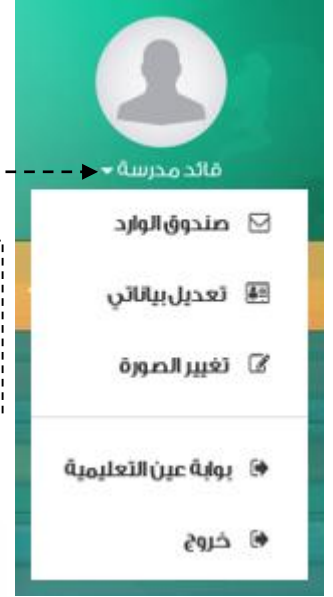 قائد مدرسة
صندوق الوارد
تعديل بياناتي
تغيير الصورة
بوابة عين التعليمية
خروج